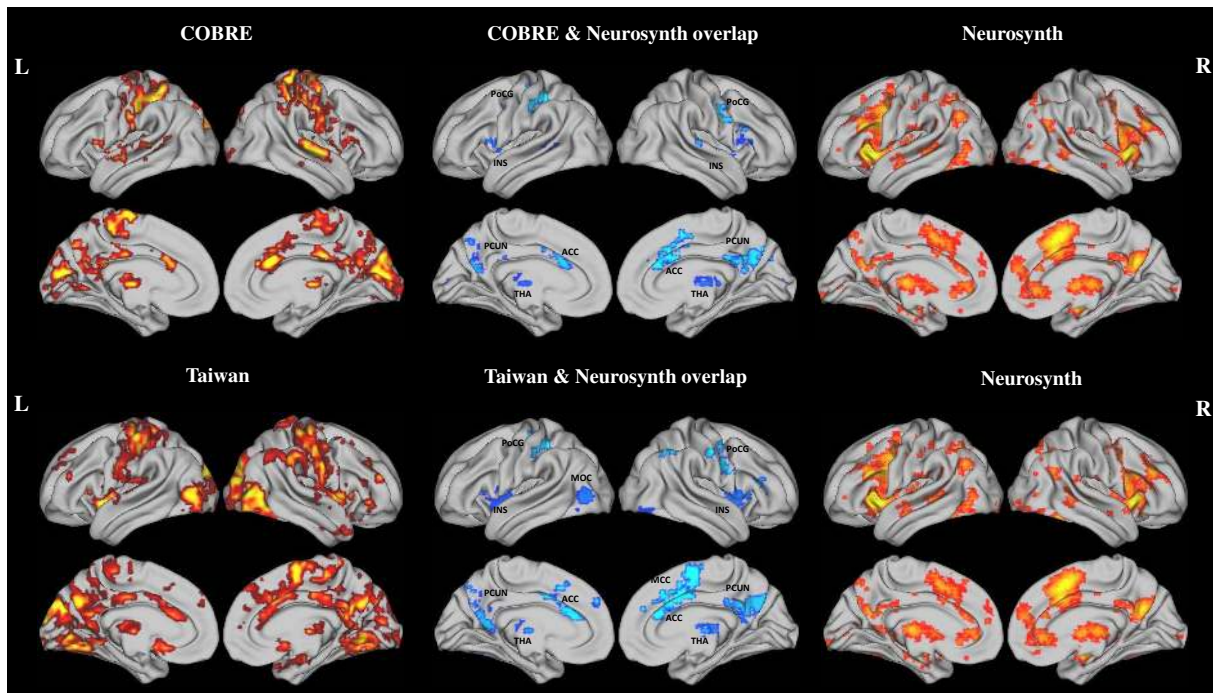 COBRE
COBRE & Neurosynth overlap
Neurosynth
L
R
PoCG
PoCG
INS
INS
PCUN
ACC
PCUN
ACC
THA
THA
Taiwan
Taiwan & Neurosynth overlap
Neurosynth
L
R
PoCG
PoCG
MOC
INS
INS
MCC
PCUN
PCUN
ACC
ACC
THA
THA